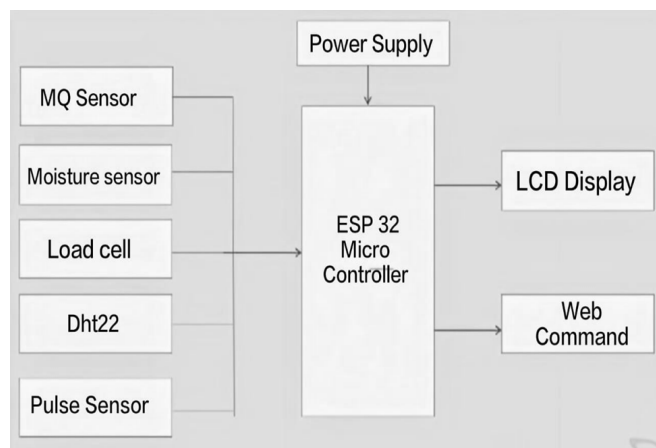 Power Supply
MQ Sensor
Moisture sensor
Load cell
Dht22
Pulse Sensor
ESP 32
Micro
Controller
LCD Display
Web
Command